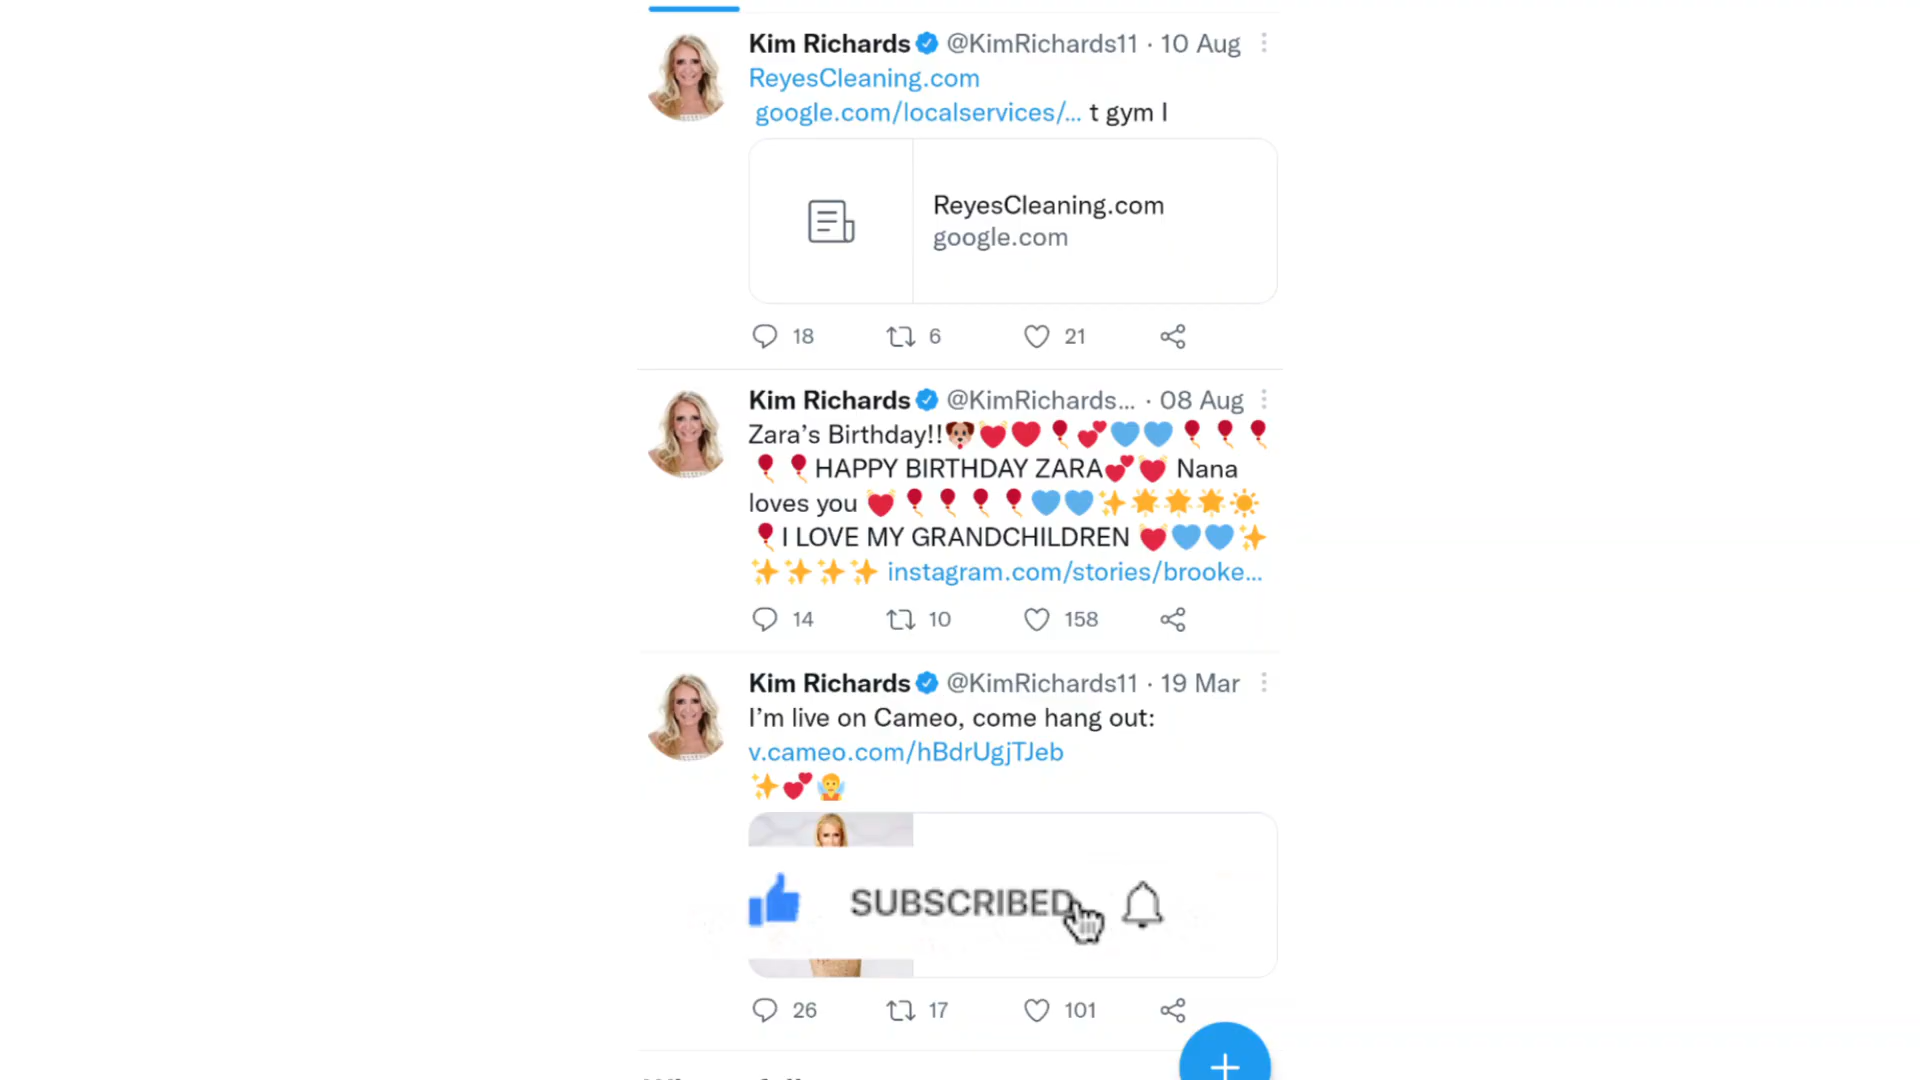 Kim Richards @KimRichards11 · 10 Aug
ReyesCleaning.com
google.com/localservices/... t gym I
ReyesCleaning.com
google.com
18 6 21
Kim Richards @KimRichards... · 08 Aug
Zara’s Birthday!!🐶💓❤️🎈💕💙💙🎈🎈🎈
🎈🎈HAPPY BIRTHDAY ZARA💕💓 Nana
loves you 💓🎈🎈🎈🎈💙💙✨🌟🌟🌟☀️
🎈I LOVE MY GRANDCHILDREN 💓💙💙✨
✨✨✨✨ instagram.com/stories/brooke...
14 10 158
Kim Richards @KimRichards11 · 19 Mar
I’m live on Cameo, come hang out:
v.cameo.com/hBdrUgjTJeb
✨💕🧚
SUBSCRIBED
26 17 101